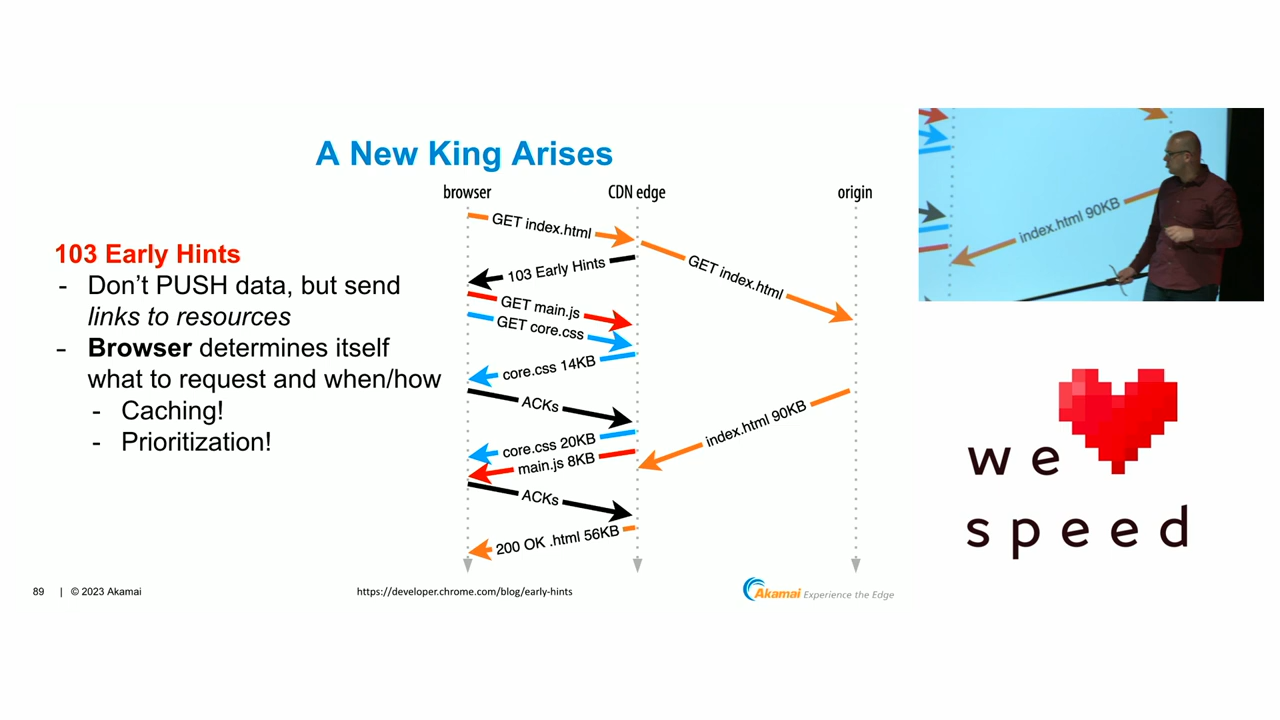 A New King Arises
browser
CDN edge
origin
103 Early Hints
- Don’t PUSH data, but send
links to resources
- Browser determines itself
what to request and when/how
- Caching!
- Prioritization!
GET index.html
GET index.html
103 Early Hints
GET main.js
GET core.css
core.css 14KB
ACKs
index.html 90KB
core.css 20KB
main.js 8KB
ACKs
200 OK .html 56KB
89 | © 2023 Akamai
https://developer.chrome.com/blog/early-hints
Akamai Experience the Edge
index.html 90KB
we
speed